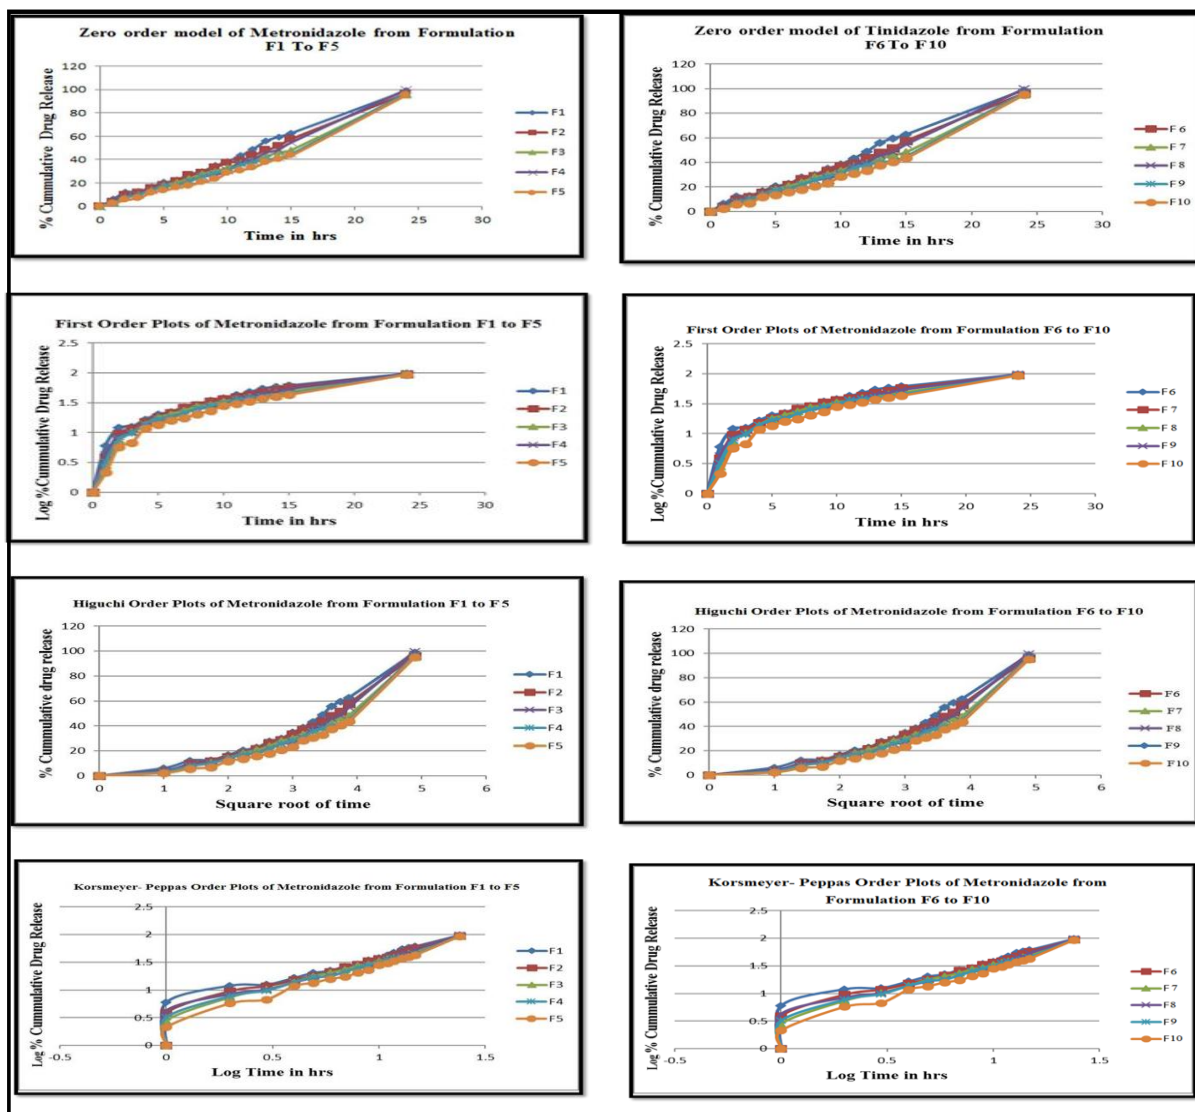 Zero order model of Metronidazole from Formulation
F1 To F5
% Cummulative Drug Release
120
100
80
60
40
20
0
0 5 10 15 20 25 30
Time in hrs
F1
F2
F3
F4
F5
Zero order model of Tinidazole from Formulation
F6 To F10
% Cummulative Drug Release
120
100
80
60
40
20
0
0 5 10 15 20 25 30
Time in hrs
F6
F7
F8
F9
F10
First Order Plots of Metronidazole from Formulation F1 to F5
Log %Cummulative Drug Release
2.5
2
1.5
1
0.5
0
0 5 10 15 20 25 30
Time in hrs
F1
F2
F3
F4
F5
First Order Plots of Metronidazole from Formulation F6 to F10
Log %Cummulative Drug Release
2.5
2
1.5
1
0.5
0
0 5 10 15 20 25 30
Time in hrs
F6
F7
F8
F9
F10
Higuchi Order Plots of Metronidazole from Formulation F1 to F5
% Cummulative drug release
120
100
80
60
40
20
0
0 1 2 3 4 5 6
Square root of time
F1
F2
F3
F4
F5
Higuchi Order Plots of Metronidazole from Formulation F6 to F10
% Cummulative drug release
120
100
80
60
40
20
0
0 1 2 3 4 5 6
Square root of time
F6
F7
F8
F9
F10
Korsmeyer- Peppas Order Plots of Metronidazole from Formulation F1 to F5
Log % Cummulative Drug Release
2.5
2
1.5
1
0.5
0
-0.5 0 0.5 1 1.5
Log Time in hrs
F1
F2
F3
F4
F5
Korsmeyer- Peppas Order Plots of Metronidazole from
Formulation F6 to F10
Log % Cummulative Drug Release
2.5
2
1.5
1
0.5
0
-0.5 0 0.5 1 1.5
Log Time in hrs
F6
F7
F8
F9
F10